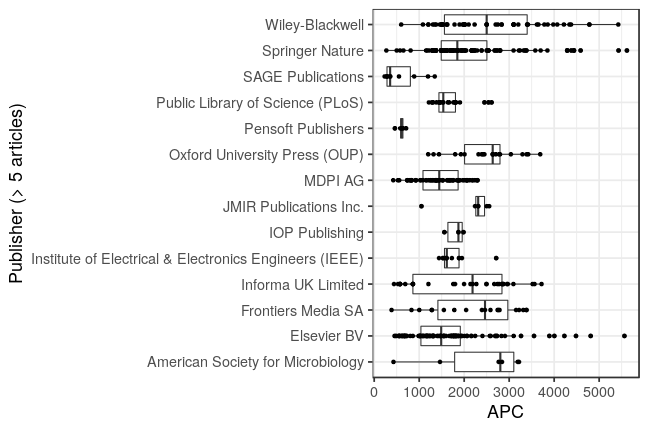 Publisher (> 5 articles)
Wiley-Blackwell
Springer Nature
SAGE Publications
Public Library of Science (PLoS)
Pensoft Publishers
Oxford University Press (OUP)
MDPI AG
JMIR Publications Inc.
IOP Publishing
Institute of Electrical & Electronics Engineers (IEEE)
Informa UK Limited
Frontiers Media SA
Elsevier BV
American Society for Microbiology
0 1000 2000 3000 4000 5000
APC